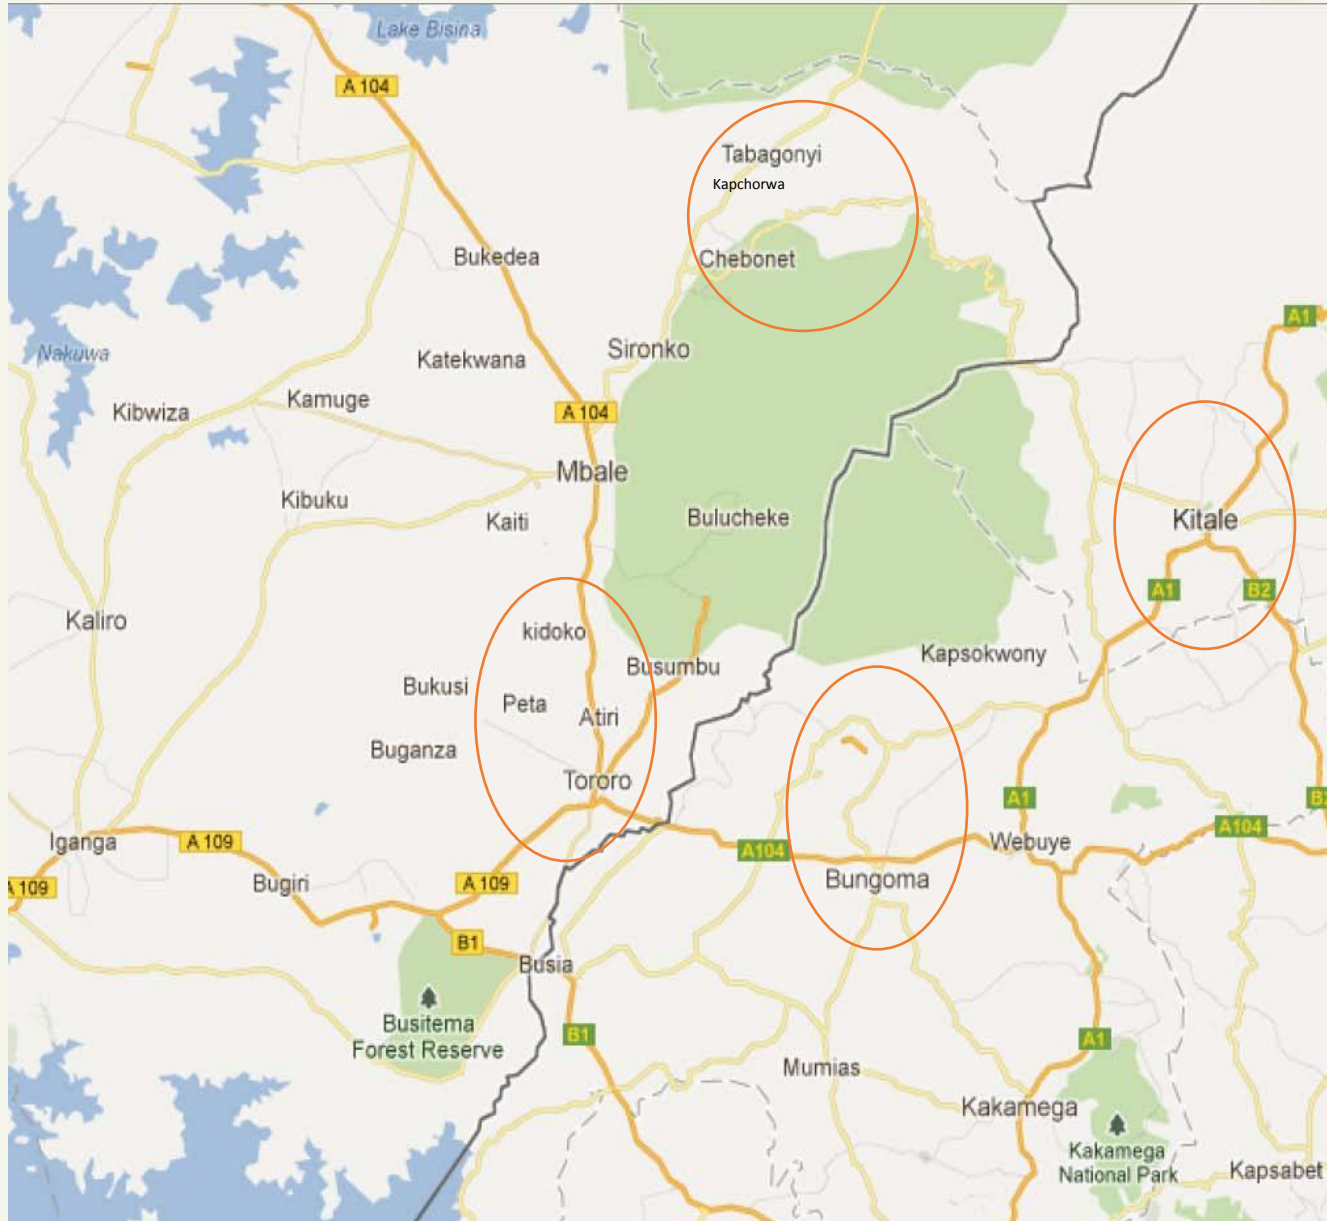 Lake Bisina
A 104
Tabagonyi
Kapchorwa
Bukedea
Chebonet
A1
Nakuwa
Katekwana
Sironko
Kibwiza
Kamuge
A 104
Mbale
Kibuku
Kaiti
Bulucheke
Kitale
A1
B2
Kaliro
kidoko
Kapsokwony
Busumbu
Bukusi
Peta
Atiri
Buganza
Tororo
A1
B2
A104
Iganga
A 109
Webuye
A104
A 109
Bugiri
A 109
Bungoma
B1
Busia
Busitema
Forest Reserve
B1
A1
Mumias
Kakamega
Kakamega
National Park
Kapsabet